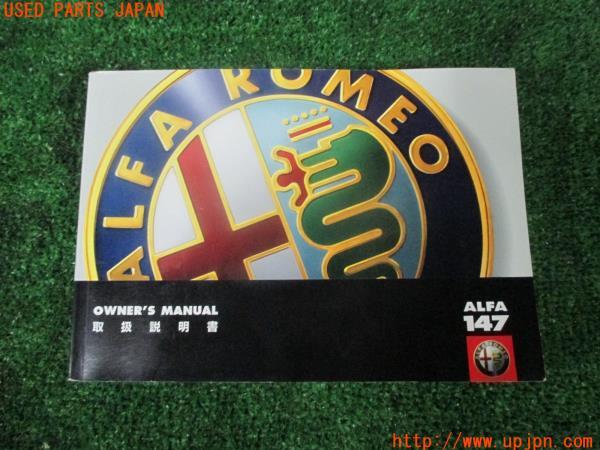 USED PARTS JAPAN
ALFA ROMEO
OWNER'S MANUAL
取扱説明書
ALFA
147
http://www.upjpn.com